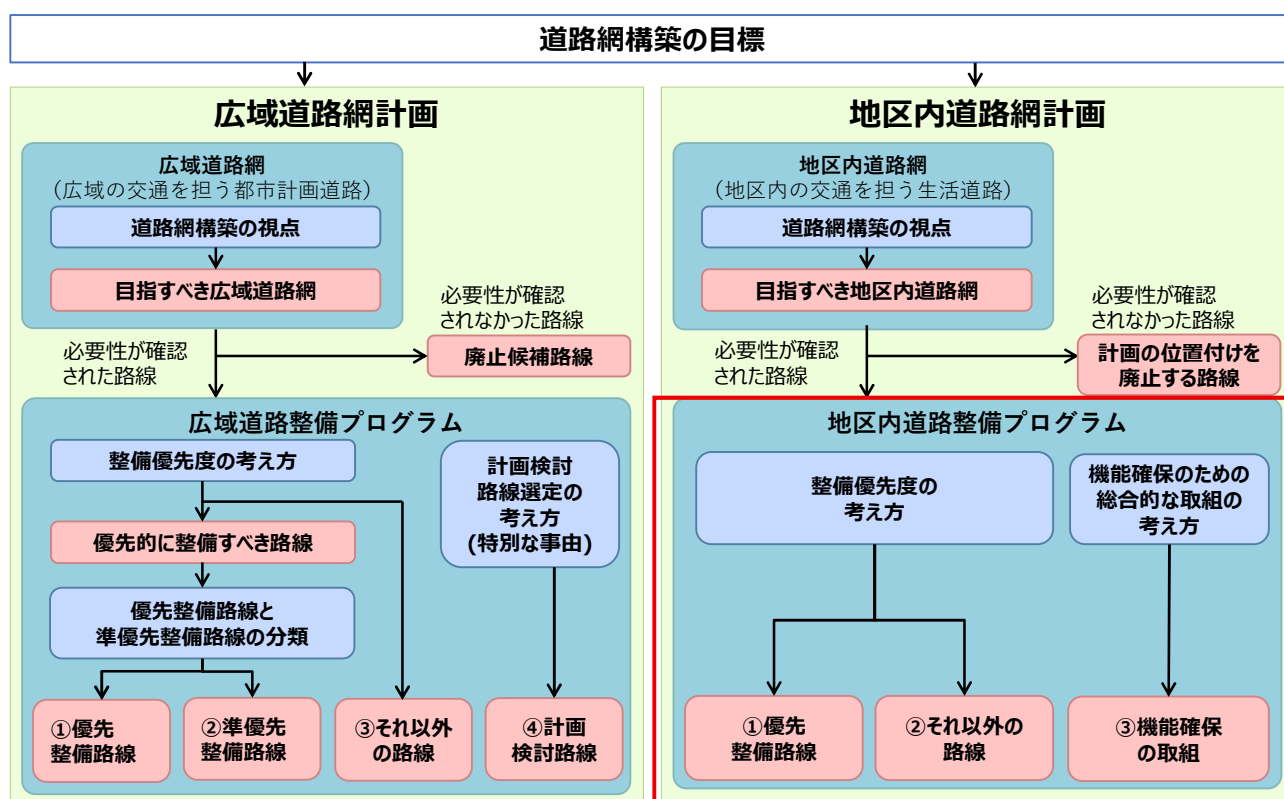 道路網構築の目標
広域道路網計画
広域道路網
（広域の交通を担う都市計画道路）
道路網構築の視点
目指すべき広域道路網
必要性が確認
されなかった路線
必要性が確認
された路線
廃止候補路線
広域道路整備プログラム
整備優先度の考え方
優先的に整備すべき路線
優先整備路線と
準優先整備路線の分類
計画検討
路線選定の
考え方
(特別な事由)
①優先
整備路線
②準優先
整備路線
③それ以外
の路線
④計画
検討路線
地区内道路網計画
地区内道路網
（地区内の交通を担う生活道路）
道路網構築の視点
目指すべき地区内道路網
必要性が確認
されなかった路線
必要性が確認
された路線
計画の位置付けを
廃止する路線
地区内道路整備プログラム
整備優先度の
考え方
機能確保のための
総合的な取組の
考え方
①優先
整備路線
②それ以外の
路線
③機能確保
の取組